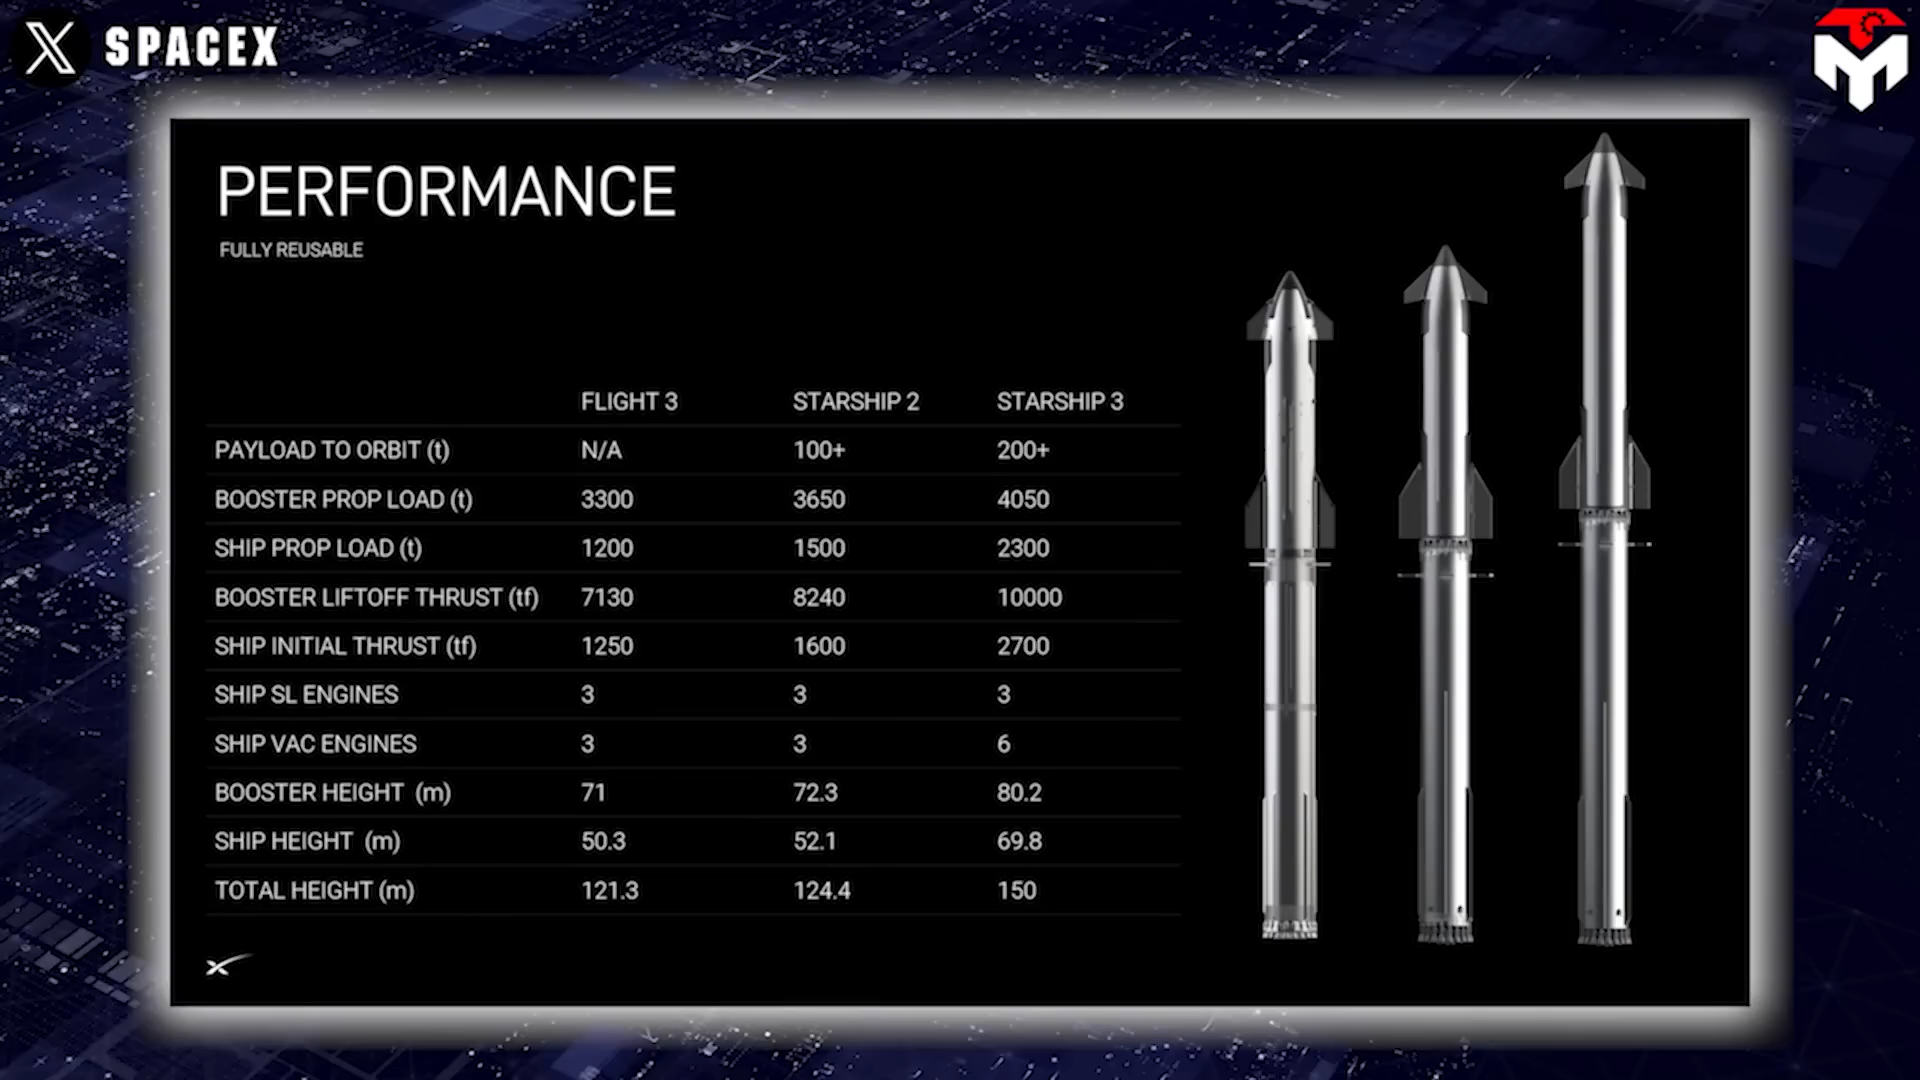 SPACEX
PERFORMANCE
FULLY REUSABLE
FLIGHT 3 STARSHIP 2 STARSHIP 3
PAYLOAD TO ORBIT (t) N/A 100+ 200+
BOOSTER PROP LOAD (t) 3300 3650 4050
SHIP PROP LOAD (t) 1200 1500 2300
BOOSTER LIFTOFF THRUST (tf) 7130 8240 10000
SHIP INITIAL THRUST (tf) 1250 1600 2700
SHIP SL ENGINES 3 3 3
SHIP VAC ENGINES 3 3 6
BOOSTER HEIGHT (m) 71 72.3 80.2
SHIP HEIGHT (m) 50.3 52.1 69.8
TOTAL HEIGHT (m) 121.3 124.4 150